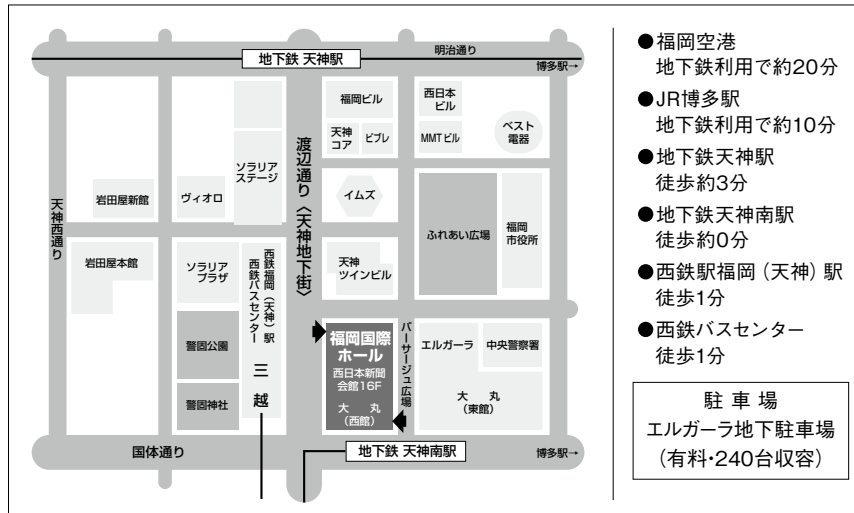 地下鉄 天神駅
明治通り
博多駅→
福岡ビル
西日本
ビル
天神
コア
ビブレ
MMTビル
ベスト
電器
渡辺通り〈天神地下街〉
ソラリア
ステージ
天神西通り
岩田屋新館
ヴィオロ
イムズ
ふれあい広場
福岡
市役所
岩田屋本館
ソラリア
プラザ
西鉄福岡(天神)駅
西鉄バスセンター
三越
天神
ツインビル
警固公園
警固神社
福岡国際
ホール
西日本新聞
会館16F
大 丸
(西館)
パーサージュ広場
エルガーラ
中央警察署
大 丸
(東館)
国体通り
地下鉄 天神南駅
博多駅→
●福岡空港
地下鉄利用で約20分
●JR博多駅
地下鉄利用で約10分
●地下鉄天神駅
徒歩約3分
●地下鉄天神南駅
徒歩約0分
●西鉄駅福岡(天神)駅
徒歩1分
●西鉄バスセンター
徒歩1分
駐 車 場
エルガーラ地下駐車場
(有料・240台収容)